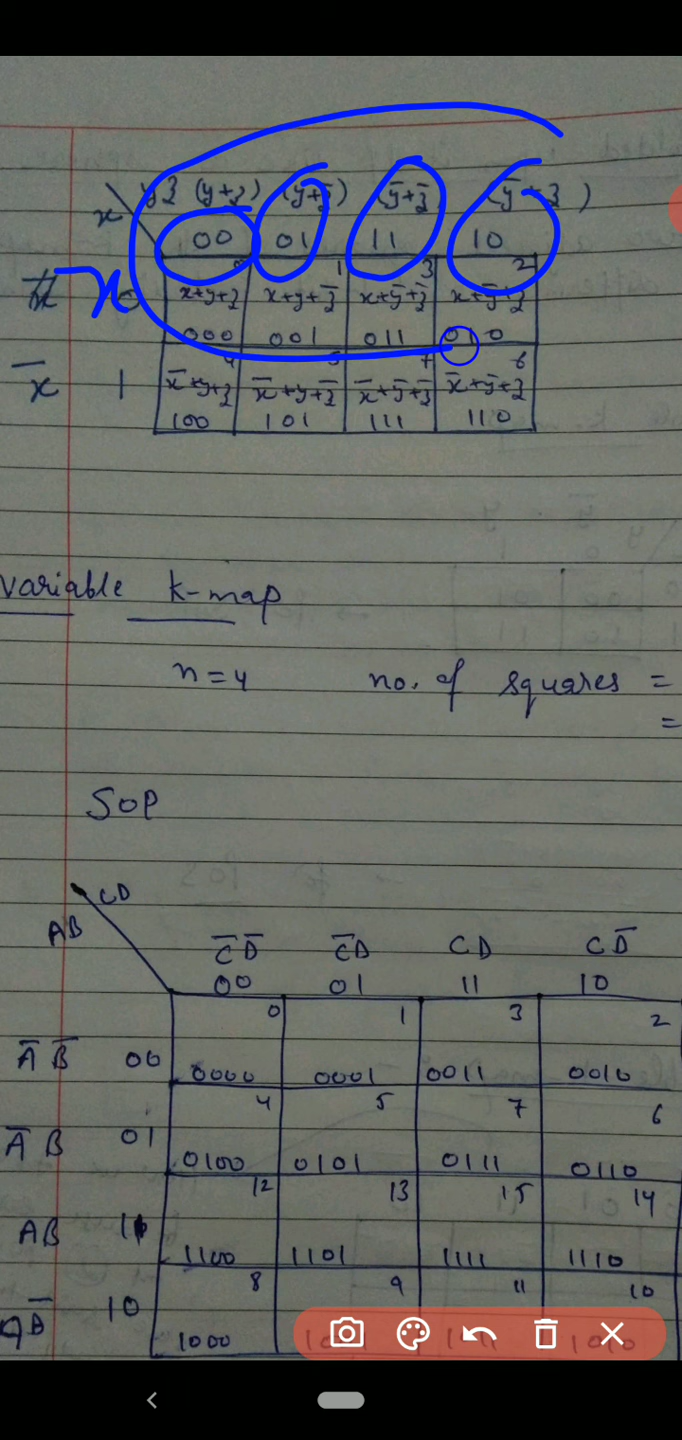 yz (y+z) (y+z̅) (y̅+z̅) (y̅+z)
x 00 01 11 10
0 1 3 2
x 0 x+y+z x+y+z̅ x+y̅+z̅ x+y̅+z
000 001 011 010
4 5 7 6
x̅ 1 x̅+y+z x̅+y+z̅ x̅+y̅+z̅ x̅+y̅+z
100 101 111 110
variable k-map
n=4 no. of squares =
=
SOP
CD
AB C̅D̅ C̅D CD CD̅
00 01 11 10
0 1 3 2
A̅ B̅ 00 0000 0001 0011 0010
4 5 7 6
A̅ B 01 0100 0101 0111 0110
12 13 15 14
AB 11 1100 1101 1111 1110
8 9 11 10
10 1000